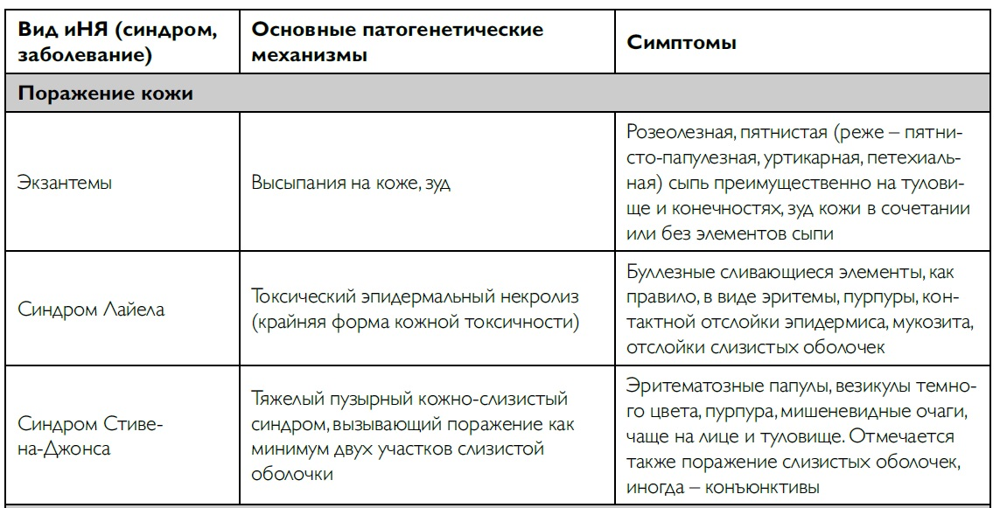 Вид иНЯ (синдром,
заболевание)
Основные патогенетические
механизмы
Симптомы
Поражение кожи
Экзантемы
Высыпания на коже, зуд
Розеолезная, пятнистая (реже – пятни-
сто-папулезная, уртикарная, петехиаль-
ная) сыпь преимущественно на тулови-
ще и конечностях, зуд кожи в сочетании
или без элементов сыпи
Синдром Лайела
Токсический эпидермальный некролиз
(крайняя форма кожной токсичности)
Буллезные сливающиеся элементы, как
правило, в виде эритемы, пурпуры, кон-
тактной отслойки эпидермиса, мукозита,
отслойки слизистых оболочек
Синдром Стиве-
на-Джонса
Тяжелый пузырный кожно-слизистый
синдром, вызывающий поражение как
минимум двух участков слизистой
оболочки
Эритематозные папулы, везикулы темно-
го цвета, пурпура, мишеневидные очаги,
чаще на лице и туловище. Отмечается
также поражение слизистых оболочек,
иногда – конъюнктивы